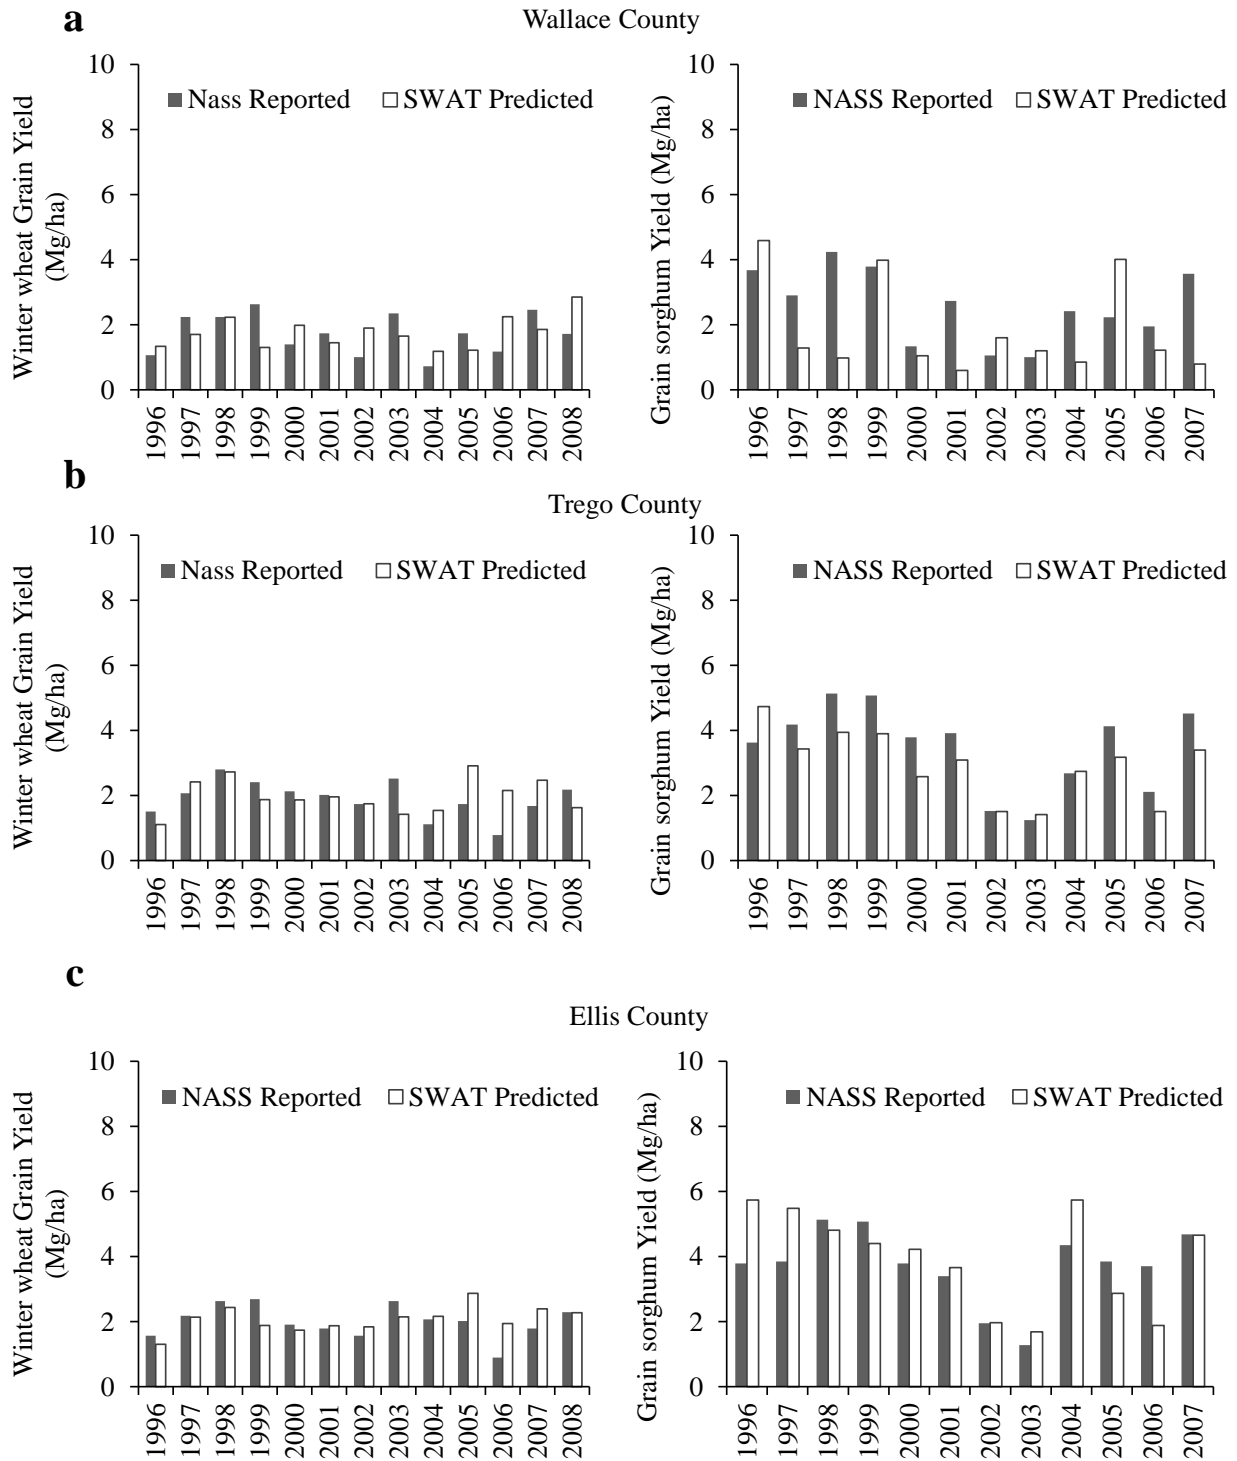 a
Wallace County
Winter wheat Grain Yield
(Mg/ha)
10
8
6
4
2
0
Nass Reported SWAT Predicted
1996 1997 1998 1999 2000 2001 2002 2003 2004 2005 2006 2007 2008
Grain sorghum Yield (Mg/ha)
10
8
6
4
2
0
NASS Reported SWAT Predicted
1996 1997 1998 1999 2000 2001 2002 2003 2004 2005 2006 2007
b
Trego County
Winter wheat Grain Yield
(Mg/ha)
10
8
6
4
2
0
Nass Reported SWAT Predicted
1996 1997 1998 1999 2000 2001 2002 2003 2004 2005 2006 2007 2008
Grain sorghum Yield (Mg/ha)
10
8
6
4
2
0
NASS Reported SWAT Predicted
1996 1997 1998 1999 2000 2001 2002 2003 2004 2005 2006 2007
c
Ellis County
Winter wheat Grain Yield
(Mg/ha)
10
8
6
4
2
0
NASS Reported SWAT Predicted
1996 1997 1998 1999 2000 2001 2002 2003 2004 2005 2006 2007 2008
Grain sorghum Yield (Mg/ha)
10
8
6
4
2
0
NASS Reported SWAT Predicted
1996 1997 1998 1999 2000 2001 2002 2003 2004 2005 2006 2007